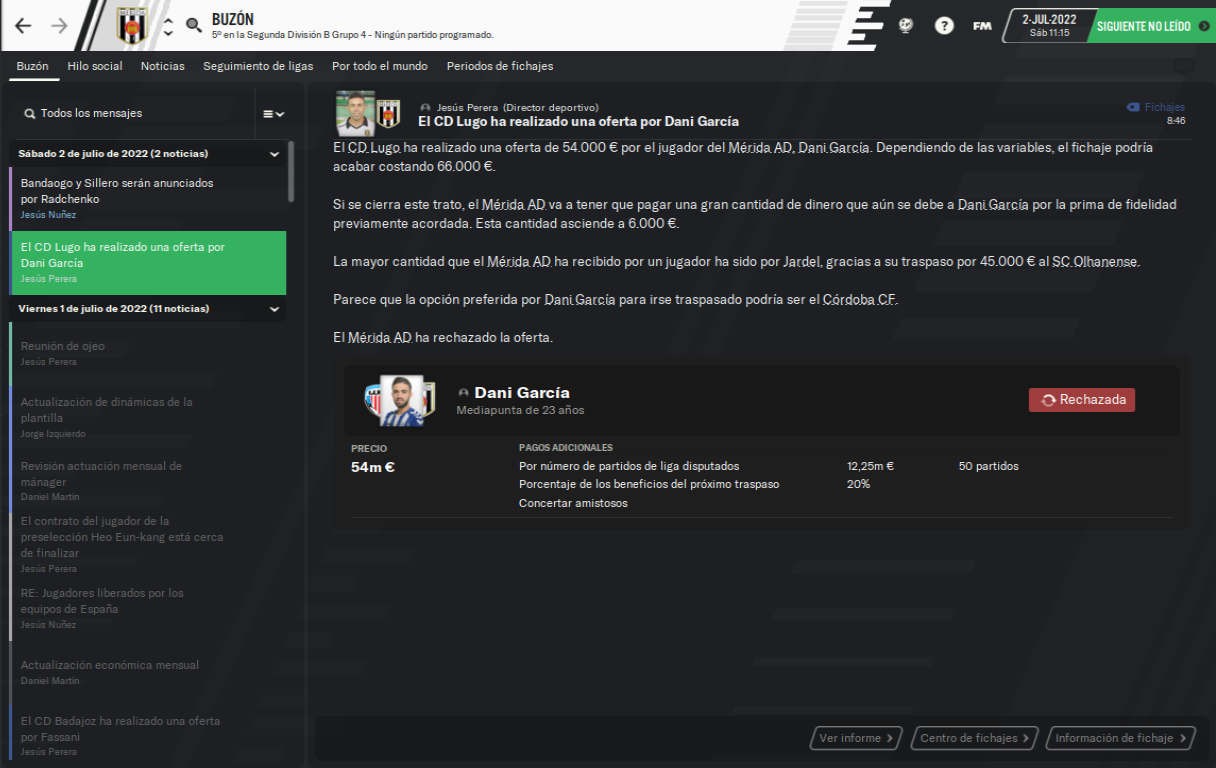 BUZÓN
5º en la Segunda División B Grupo 4 - Ningún partido programado.
?
FM
2-JUL-2022
Sáb 11:15
SIGUIENTE NO LEÍDO
Buzón
Hilo social
Noticias
Seguimiento de ligas
Por todo el mundo
Periodos de fichajes
Todos los mensajes
Sábado 2 de julio de 2022 (2 noticias)
Bandaogo y Sillero serán anunciados
por Radchenko
Jesús Nuñez
El CD Lugo ha realizado una oferta por
Dani García
Jesús Perera
Viernes 1 de julio de 2022 (11 noticias)
Reunión de ojeo
Jesús Perera
Actualización de dinámicas de la
plantilla
Jorge Izquierdo
Revisión actuación mensual de
mánager
Daniel Martin
El contrato del jugador de la
preselección Heo Eun-kang está cerca
de finalizar
Jesús Perera
RE: Jugadores liberados por los
equipos de España
Jesús Nuñez
Actualización económica mensual
Daniel Martin
El CD Badajoz ha realizado una oferta
por Fassani
Jesús Perera
Jesús Perera (Director deportivo)
El CD Lugo ha realizado una oferta por Dani García
Fichajes
8:46
El CD Lugo ha realizado una oferta de 54.000 € por el jugador del Mérida AD, Dani García. Dependiendo de las variables, el fichaje podría
acabar costando 66.000 €.
Si se cierra este trato, el Mérida AD va a tener que pagar una gran cantidad de dinero que aún se debe a Dani García por la prima de fidelidad
previamente acordada. Esta cantidad asciende a 6.000 €.
La mayor cantidad que el Mérida AD ha recibido por un jugador ha sido por Jardel, gracias a su traspaso por 45.000 € al SC Olhanense.
Parece que la opción preferida por Dani García para irse traspasado podría ser el Córdoba CF.
El Mérida AD ha rechazado la oferta.
Dani García
Mediapunta de 23 años
Rechazada
PRECIO
54m €
PAGOS ADICIONALES
Por número de partidos de liga disputados 12,25m € 50 partidos
Porcentaje de los beneficios del próximo traspaso 20%
Concertar amistosos
Ver informe
Centro de fichajes
Información de fichaje